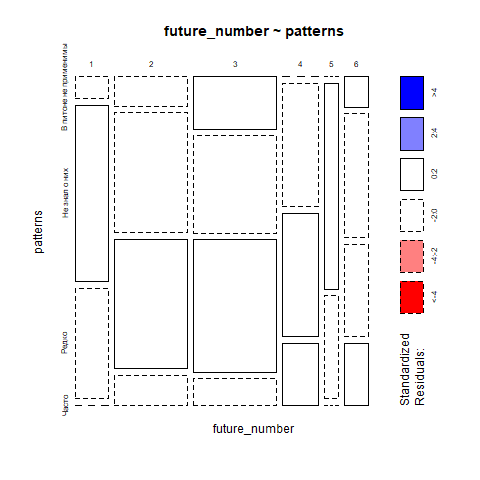 future_number ~ patterns
1 2 3 4 5 6
В питоне не применимы
Не знал о них
Редко
Часто
patterns
future_number
>4
2:4
0:2
-2:0
-4:-2
<-4
Standardized
Residuals: